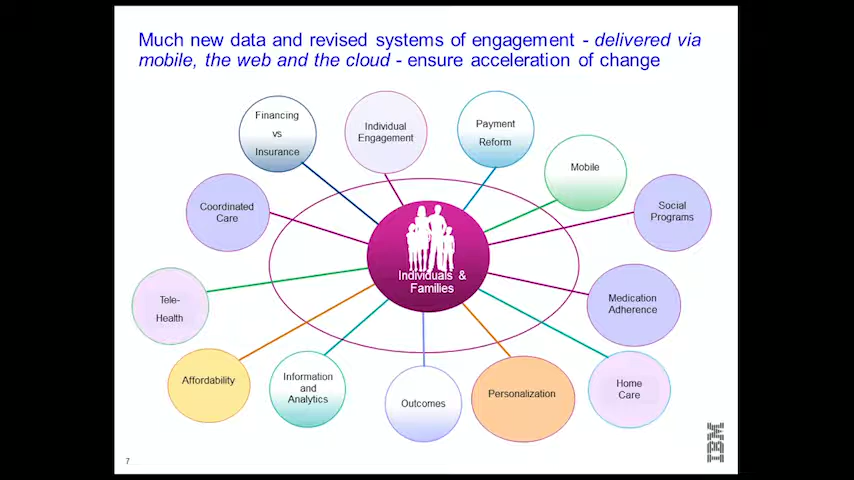 Much new data and revised systems of engagement - delivered via
mobile, the web and the cloud - ensure acceleration of change
Financing
vs
Insurance
Individual
Engagement
Payment
Reform
Mobile
Coordinated
Care
Social
Programs
Individuals &
Families
Tele-
Health
Medication
Adherence
Affordability
Information
and
Analytics
Outcomes
Personalization
Home
Care
IBM
7